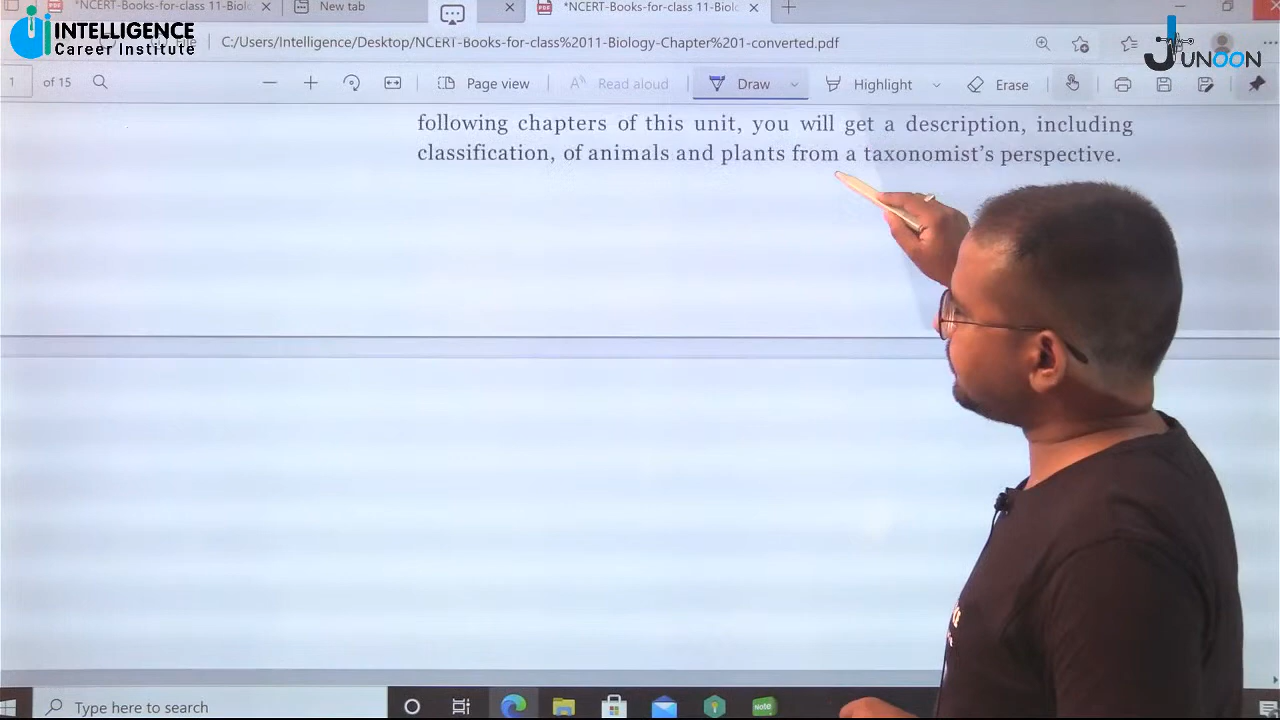 *NCERT-Books-for-class 11-Biolo
New tab
*NCERT-Books-for-class 11-Biolo
INTELLIGENCE
Career Institute
File
C:/Users/Intelligence/Desktop/NCERT-Books-for-class%2011-Biology-Chapter%201-converted.pdf
JUNOON
1 of 15
Page view
Read aloud
Draw
Highlight
Erase
following chapters of this unit, you will get a description, including
classification, of animals and plants from a taxonomist's perspective.
Type here to search
Note